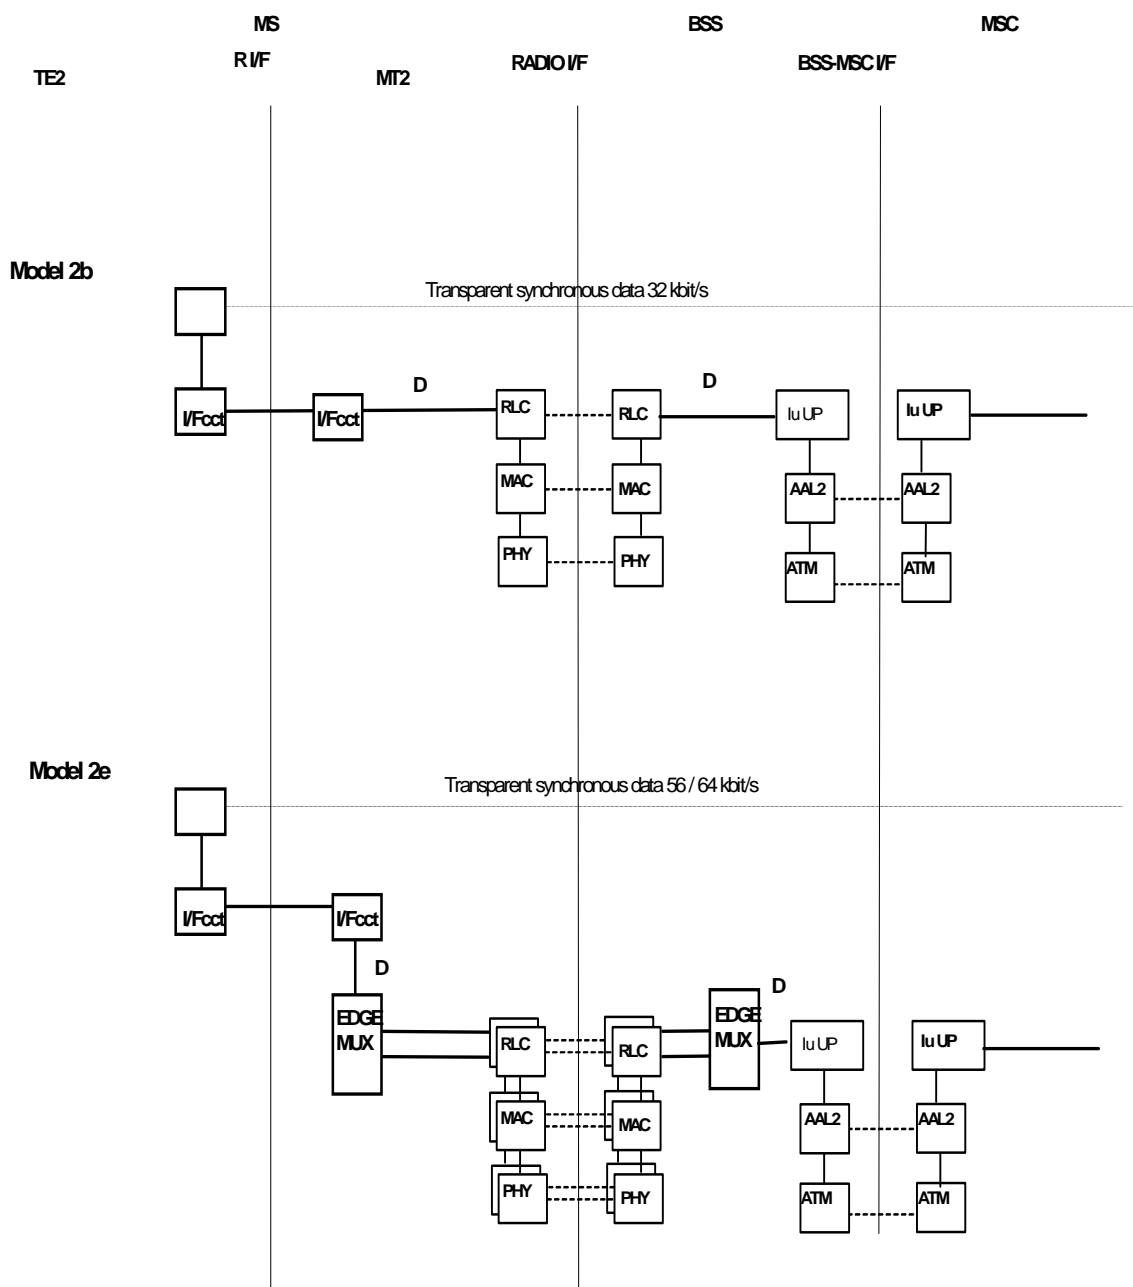 MS
BSS
MSC
R I/F
RADIO I/F
BSS-MSC I/F
TE2
MT2
Model 2b
Transparent synchronous data 32 kbit/s
D
D
I/Fcct
I/Fcct
RLC
RLC
Iu UP
Iu UP
MAC
MAC
AAL2
AAL2
PHY
PHY
ATM
ATM
Model 2e
Transparent synchronous data 56 / 64 kbit/s
I/Fcct
I/Fcct
D
D
EDGE
MUX
EDGE
MUX
RLC
RLC
Iu UP
Iu UP
MAC
MAC
AAL2
AAL2
PHY
PHY
ATM
ATM